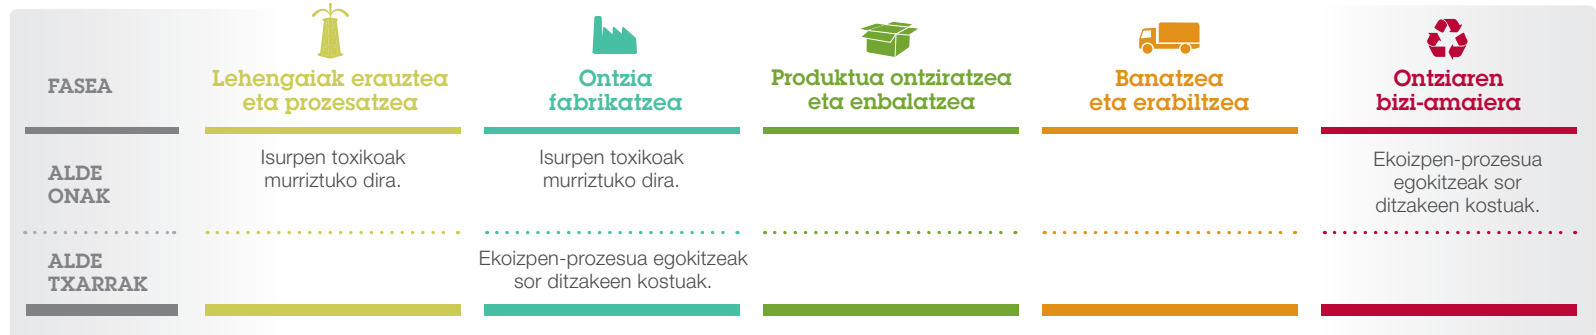 FASEA
Lehengaiak erauztea
eta prozesatzea
Ontzia
fabrikatzea
Produktua ontziratzea
eta enbalatzea
Banatzea
eta erabiltzea
Ontziaren
bizi-amaiera
ALDE
ONAK
Isurpen toxikoak
murriztuko dira.
Isurpen toxikoak
murriztuko dira.
Ekoizpen-prozesua
egokitzeak sor
ditzakeen kostuak.
ALDE
TXARRAK
Ekoizpen-prozesua egokitzeak
sor ditzakeen kostuak.